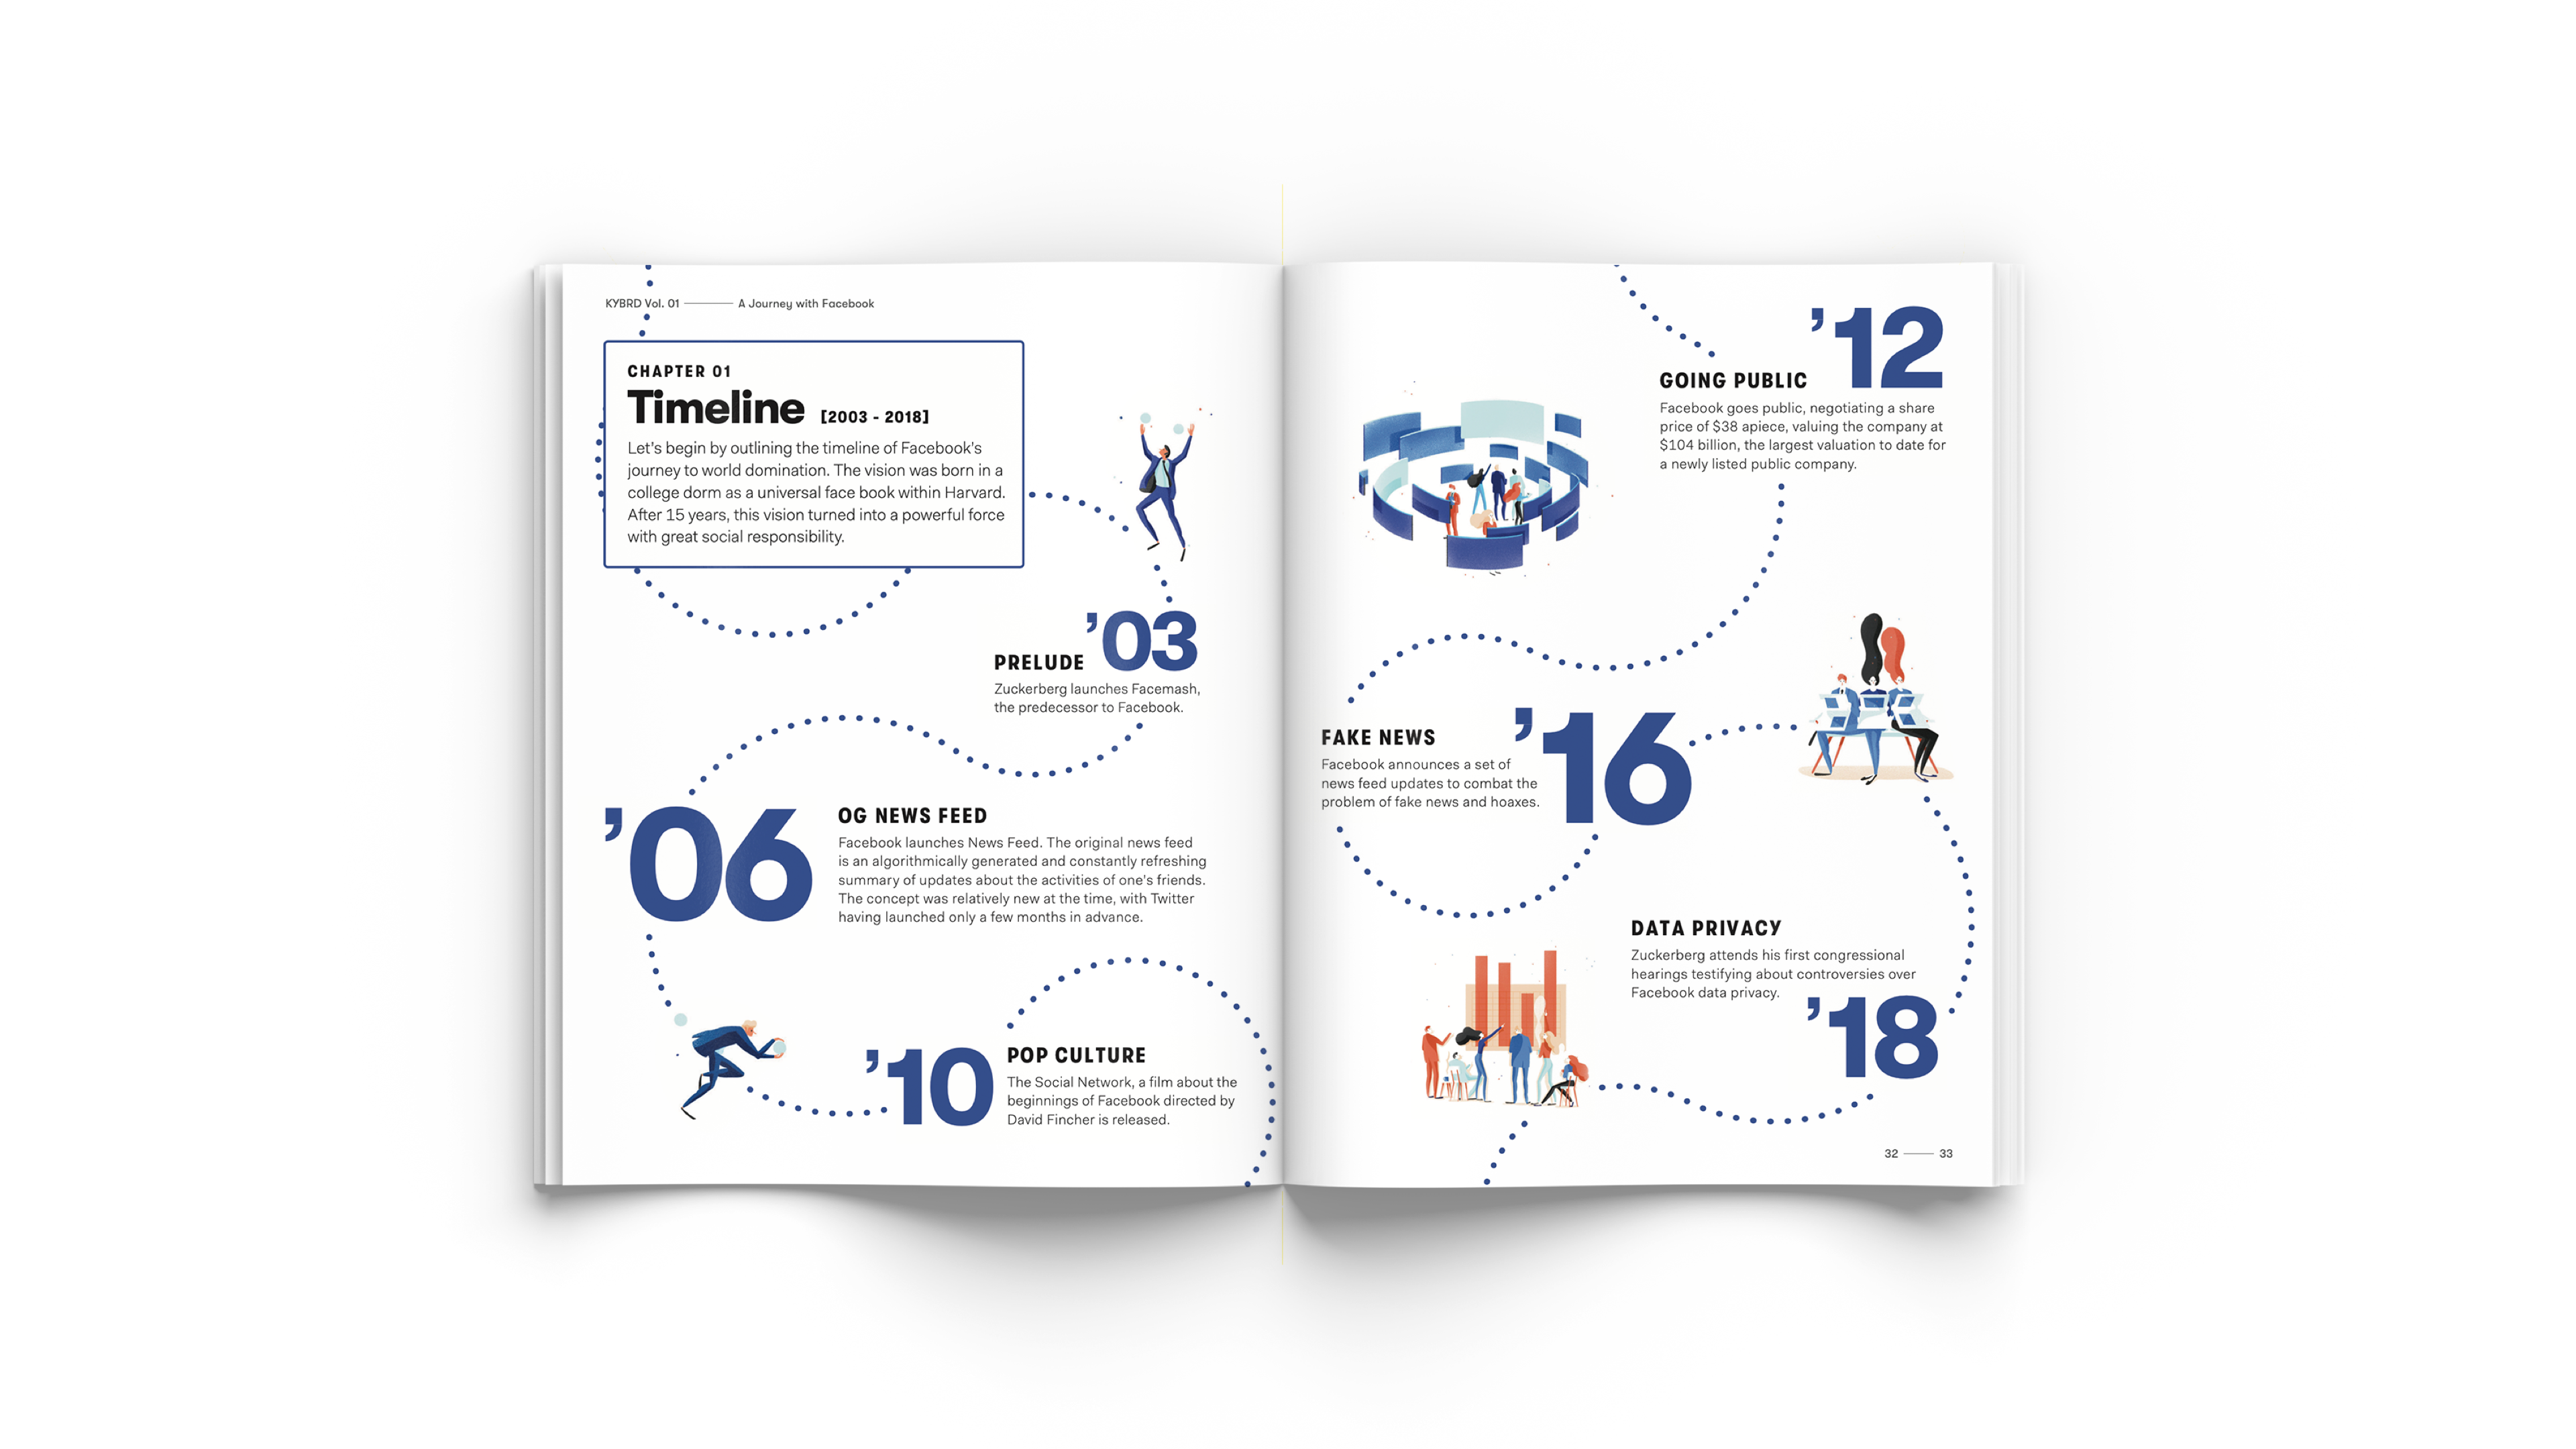 KYBRD Vol. 01 A Journey with Facebook
CHAPTER 01
Timeline [2003 - 2018]
Let's begin by outlining the timeline of Facebook's
journey to world domination. The vision was born in a
college dorm as a universal face book within Harvard.
After 15 years, this vision turned into a powerful force
with great social responsibility.
PRELUDE ’03
Zuckerberg launches Facemash,
the predecessor to Facebook.
’06
OG NEWS FEED
Facebook launches News Feed. The original news feed
is an algorithmically generated and constantly refreshing
summary of updates about the activities of one's friends.
The concept was relatively new at the time, with Twitter
having launched only a few months in advance.
’10
POP CULTURE
The Social Network, a film about the
beginnings of Facebook directed by
David Fincher is released.
GOING PUBLIC ’12
Facebook goes public, negotiating a share
price of $38 apiece, valuing the company at
$104 billion, the largest valuation to date for
a newly listed public company.
FAKE NEWS ’16
Facebook announces a set of
news feed updates to combat the
problem of fake news and hoaxes.
DATA PRIVACY
Zuckerberg attends his first congressional
hearings testifying about controversies over
Facebook data privacy.
’18
32 33